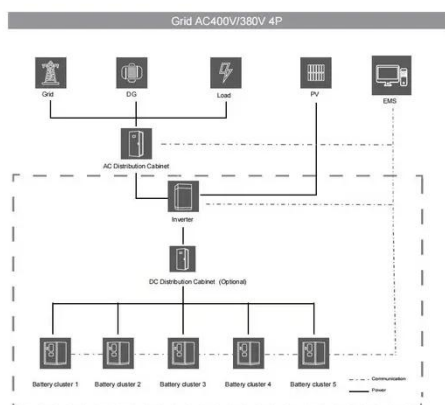 Grid AC400V/380V 4P
Grid
DG
Load
PV
EMS
AC Distribution Cabinet
Inverter
DC Distribution Cabinet (Optional)
Battery cluster 1
Battery cluster 2
Battery cluster 3
Battery cluster 4
Battery cluster 5
Communication
Power